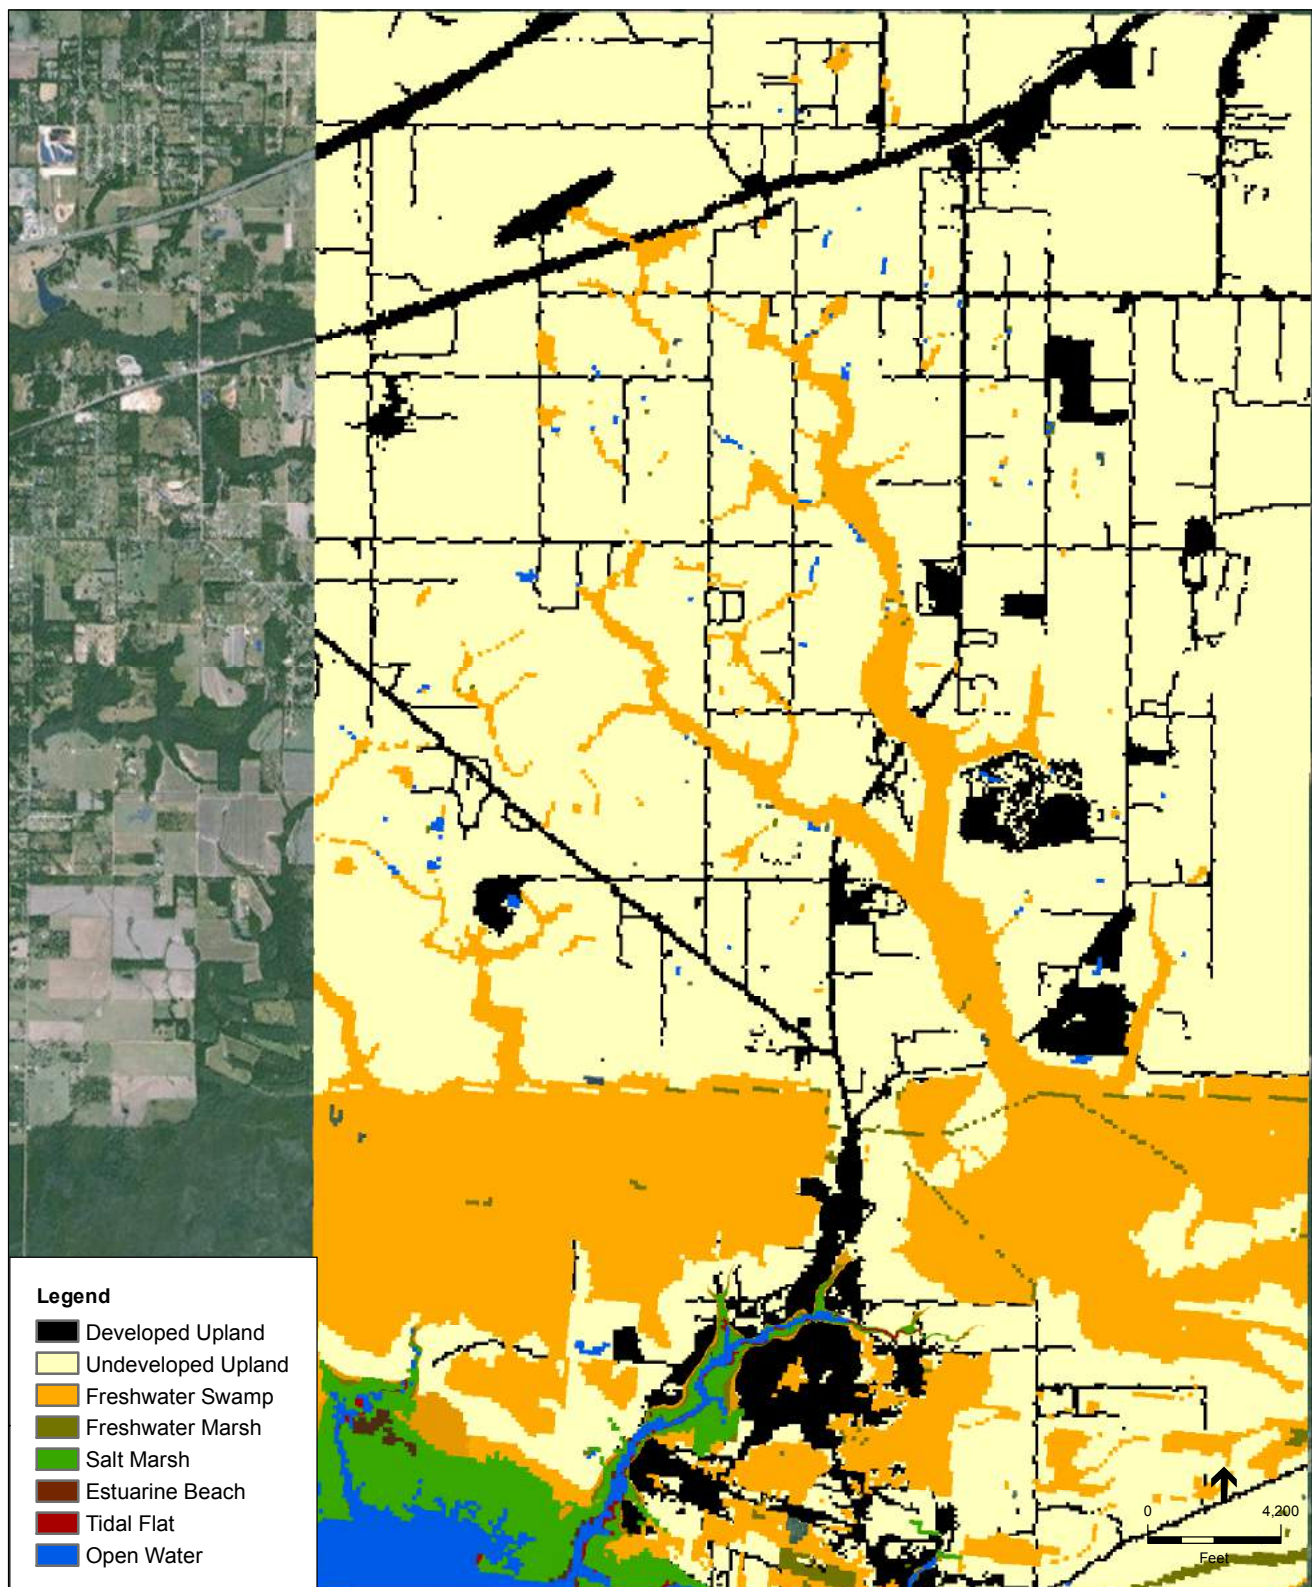 Legend
Developed Upland
Undeveloped Upland
Freshwater Swamp
Freshwater Marsh
Salt Marsh
Estuarine Beach
Tidal Flat
Open Water
0 4,200
Feet